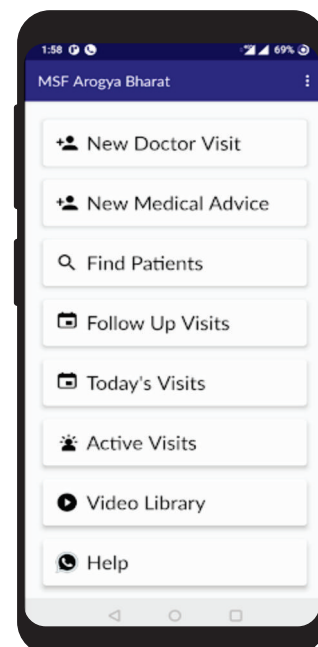 1:58 69%
MSF Arogya Bharat
New Doctor Visit
New Medical Advice
Find Patients
Follow Up Visits
Today's Visits
Active Visits
Video Library
Help